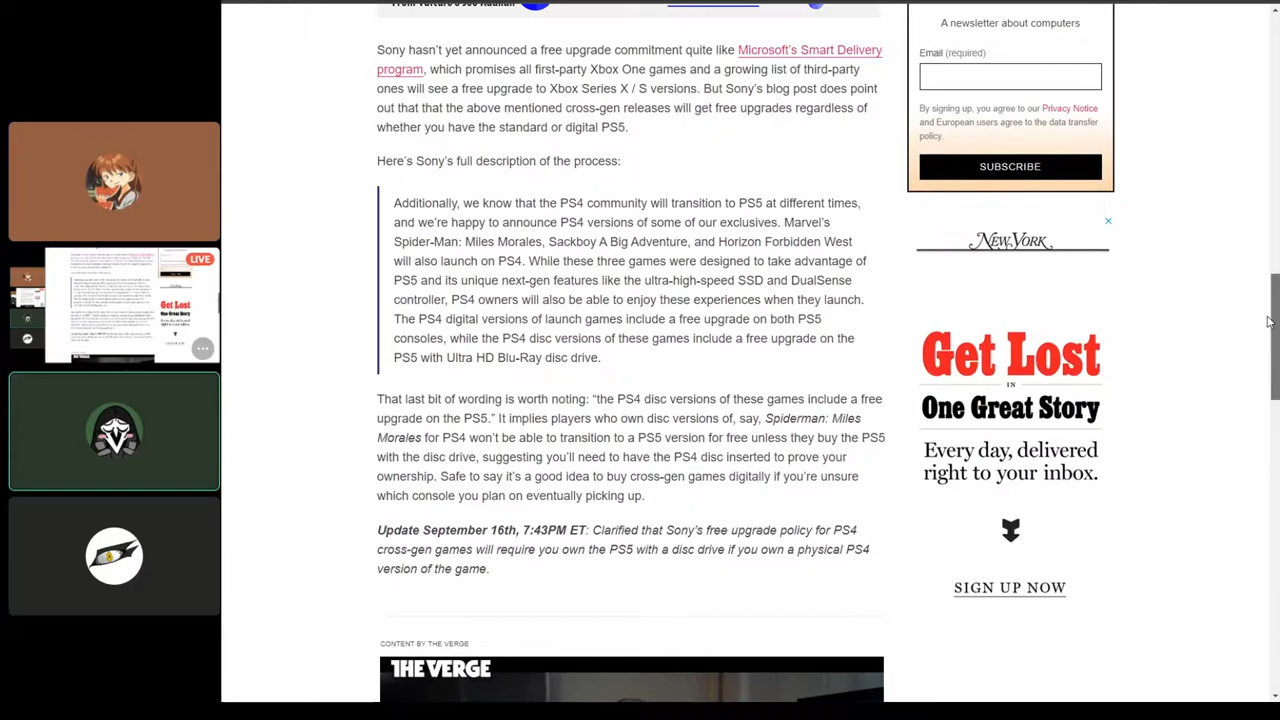 Sony hasn't yet announced a free upgrade commitment quite like Microsoft's Smart Delivery
program, which promises all first-party Xbox One games and a growing list of third-party
ones will see a free upgrade to Xbox Series X / S versions. But Sony's blog post does point
out that that the above mentioned cross-gen releases will get free upgrades regardless of
whether you have the standard or digital PS5.
Here's Sony's full description of the process:
Additionally, we know that the PS4 community will transition to PS5 at different times,
and we're happy to announce PS4 versions of some of our exclusives. Marvel's
Spider-Man: Miles Morales, Sackboy A Big Adventure, and Horizon Forbidden West
will also launch on PS4. While these three games were designed to take advantage of
PS5 and its unique next-gen features like the ultra-high-speed SSD and DualSense
controller, PS4 owners will also be able to enjoy these experiences when they launch.
The PS4 digital versions of launch games include a free upgrade on both PS5
consoles, while the PS4 disc versions of these games include a free upgrade on the
PS5 with Ultra HD Blu-Ray disc drive.
That last bit of wording is worth noting: “the PS4 disc versions of these games include a free
upgrade on the PS5.” It implies players who own disc versions of, say, Spiderman: Miles
Morales for PS4 won't be able to transition to a PS5 version for free unless they buy the PS5
with the disc drive, suggesting you'll need to have the PS4 disc inserted to prove your
ownership. Safe to say it's a good idea to buy cross-gen games digitally if you're unsure
which console you plan on eventually picking up.
Update September 16th, 7:43PM ET: Clarified that Sony's free upgrade policy for PS4
cross-gen games will require you own the PS5 with a disc drive if you own a physical PS4
version of the game.
CONTENT BY THE VERGE
THE VERGE
A newsletter about computers
Email (required)
By signing up, you agree to our Privacy Notice
and European users agree to the data transfer
policy.
SUBSCRIBE
NEW YORK
Get Lost
IN
One Great Story
Every day, delivered
right to your inbox.
SIGN UP NOW
LIVE
Get Lost
One Great Story